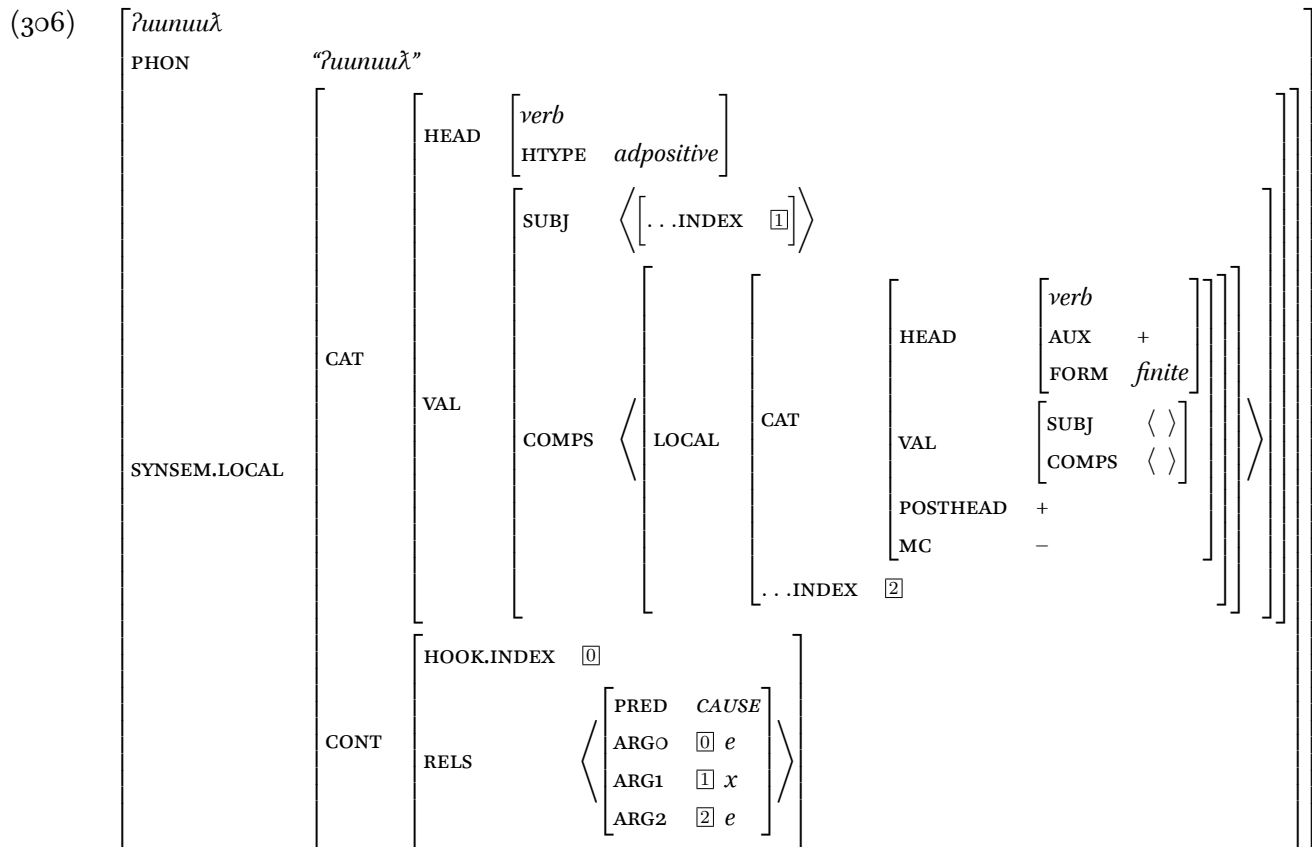 (306)
ʔuunuuƛ̓
PHON "ʔuunuuƛ̓"
SYNSEM.LOCAL
CAT
HEAD
verb
HTYPE adpositive
VAL
SUBJ ⟨[...INDEX 1]⟩
COMPS
LOCAL
CAT
HEAD
verb
AUX +
FORM finite
VAL
SUBJ ⟨ ⟩
COMPS ⟨ ⟩
POSTHEAD +
MC –
...INDEX 2
CONT
HOOK.INDEX 0
RELS
PRED CAUSE
ARG0 0 e
ARG1 1 x
ARG2 2 e